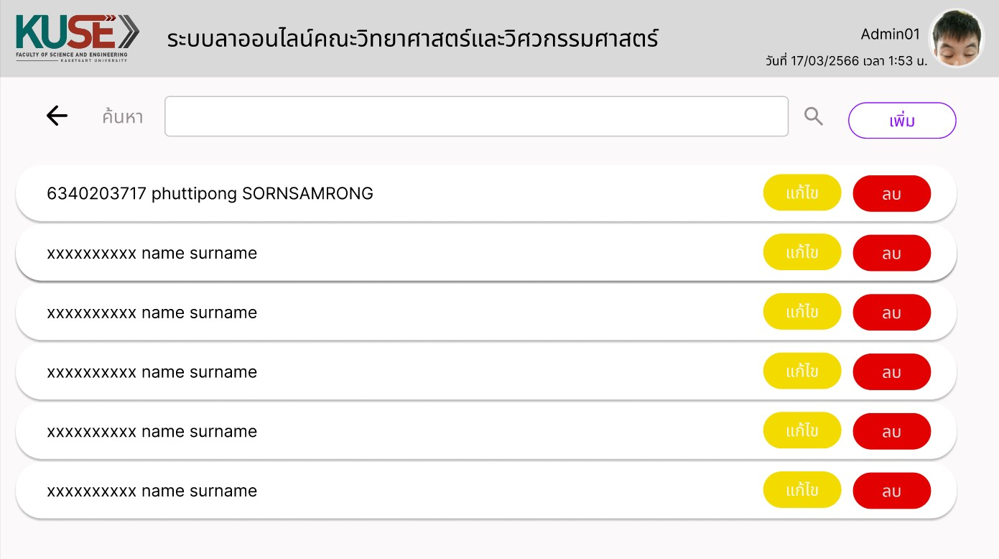 KUSE
FACULTY OF SCIENCE AND ENGINEERING
KASETSART UNIVERSITY
ระบบลาออนไลน์คณะวิทยาศาสตร์และวิศวกรรมศาสตร์
Admin01
วันที่ 17/03/2566 เวลา 1:53 น.
ค้นหา
เพิ่ม
6340203717 phuttipong SORNSAMRONG แก้ไข ลบ
xxxxxxxxxx name surname แก้ไข ลบ
xxxxxxxxxx name surname แก้ไข ลบ
xxxxxxxxxx name surname แก้ไข ลบ
xxxxxxxxxx name surname แก้ไข ลบ
xxxxxxxxxx name surname แก้ไข ลบ